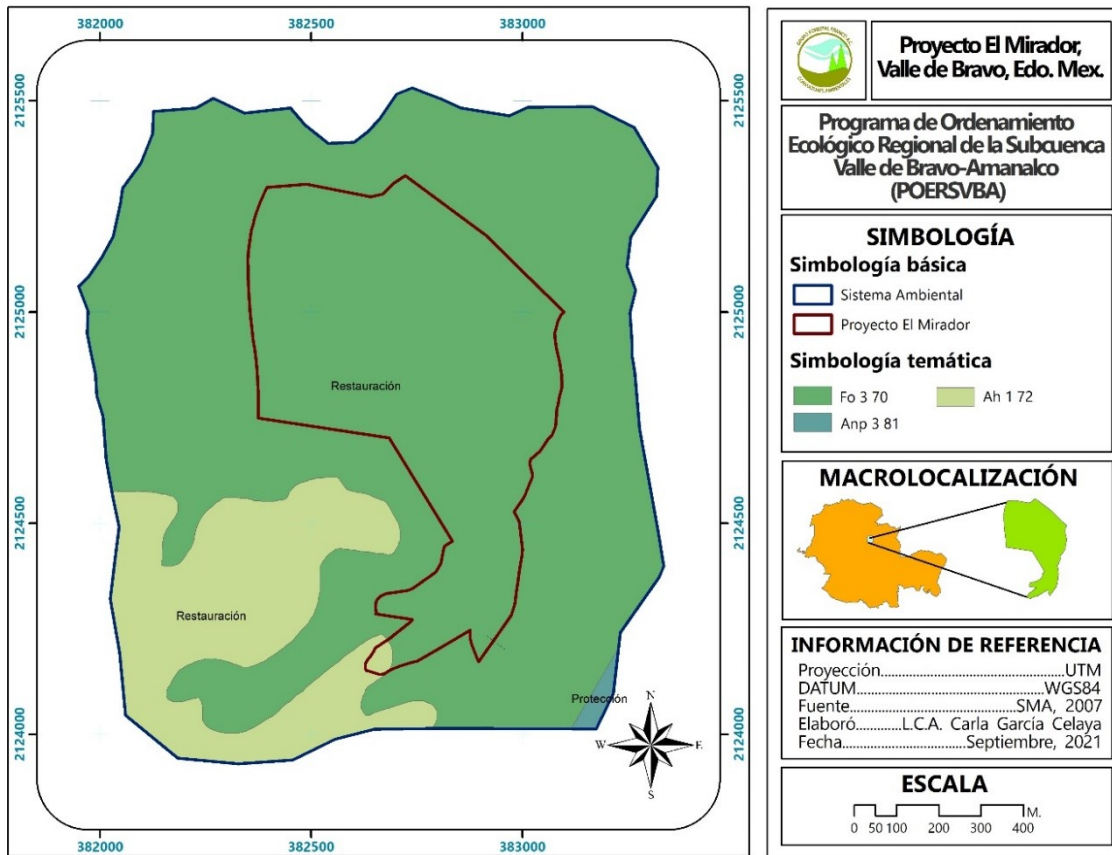 382000
382500
383000
2125500
2125500
2125000
2125000
2124500
2124500
2124000
2124000
Restauración
Restauración
Protección
N
W
E
S
382000
382500
383000
Proyecto El Mirador,
Valle de Bravo, Edo. Mex.
Programa de Ordenamiento
Ecológico Regional de la Subcuenca
Valle de Bravo-Amanalco
(POERSVBA)
SIMBOLOGÍA
Simbología básica
Sistema Ambiental
Proyecto El Mirador
Simbología temática
Fo 3 70
Ah 1 72
Anp 3 81
MACROLOCALIZACIÓN
INFORMACIÓN DE REFERENCIA
Proyección.......................................UTM
DATUM.......................................WGS84
Fuente.................................SMA, 2007
Elaboró........L.C.A. Carla García Celaya
Fecha.......................Septiembre, 2021
ESCALA
M.
0 50 100 200 300 400